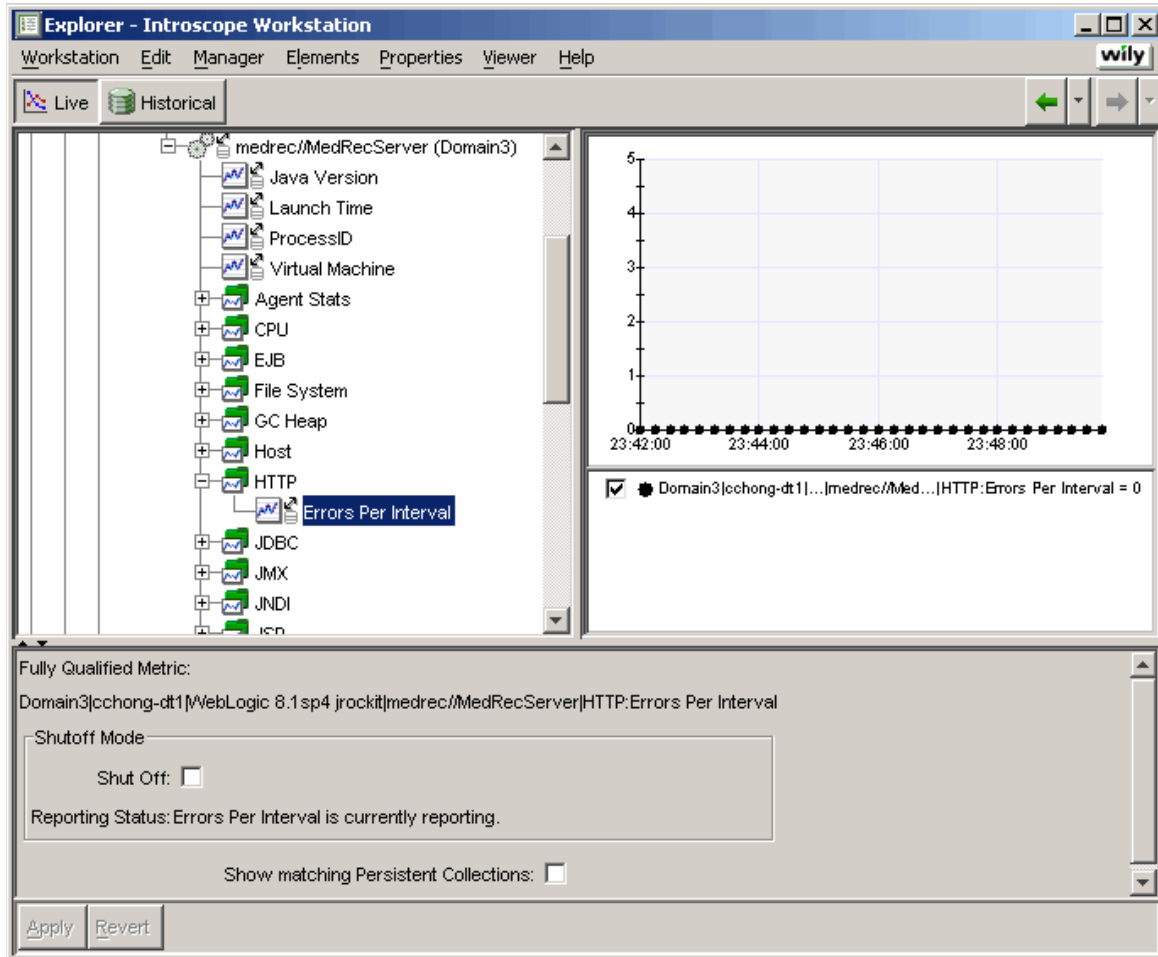 Explorer - Introscope Workstation
Workstation Edit Manager Elements Properties Viewer Help
wily
Live Historical
medrec//MedRecServer (Domain3)
Java Version
Launch Time
ProcessID
Virtual Machine
Agent Stats
CPU
EJB
File System
GC Heap
Host
HTTP
Errors Per Interval
JDBC
JMX
JNDI
JSP
5
4
3
2
1
0
23:42:00 23:44:00 23:46:00 23:48:00
Domain3|cchong-dt1|...|medrec//Med...|HTTP:Errors Per Interval = 0
Fully Qualified Metric:
Domain3|cchong-dt1|WebLogic 8.1sp4 jrockit|medrec//MedRecServer|HTTP:Errors Per Interval
Shutoff Mode
Shut Off:
Reporting Status: Errors Per Interval is currently reporting.
Show matching Persistent Collections:
Apply Revert